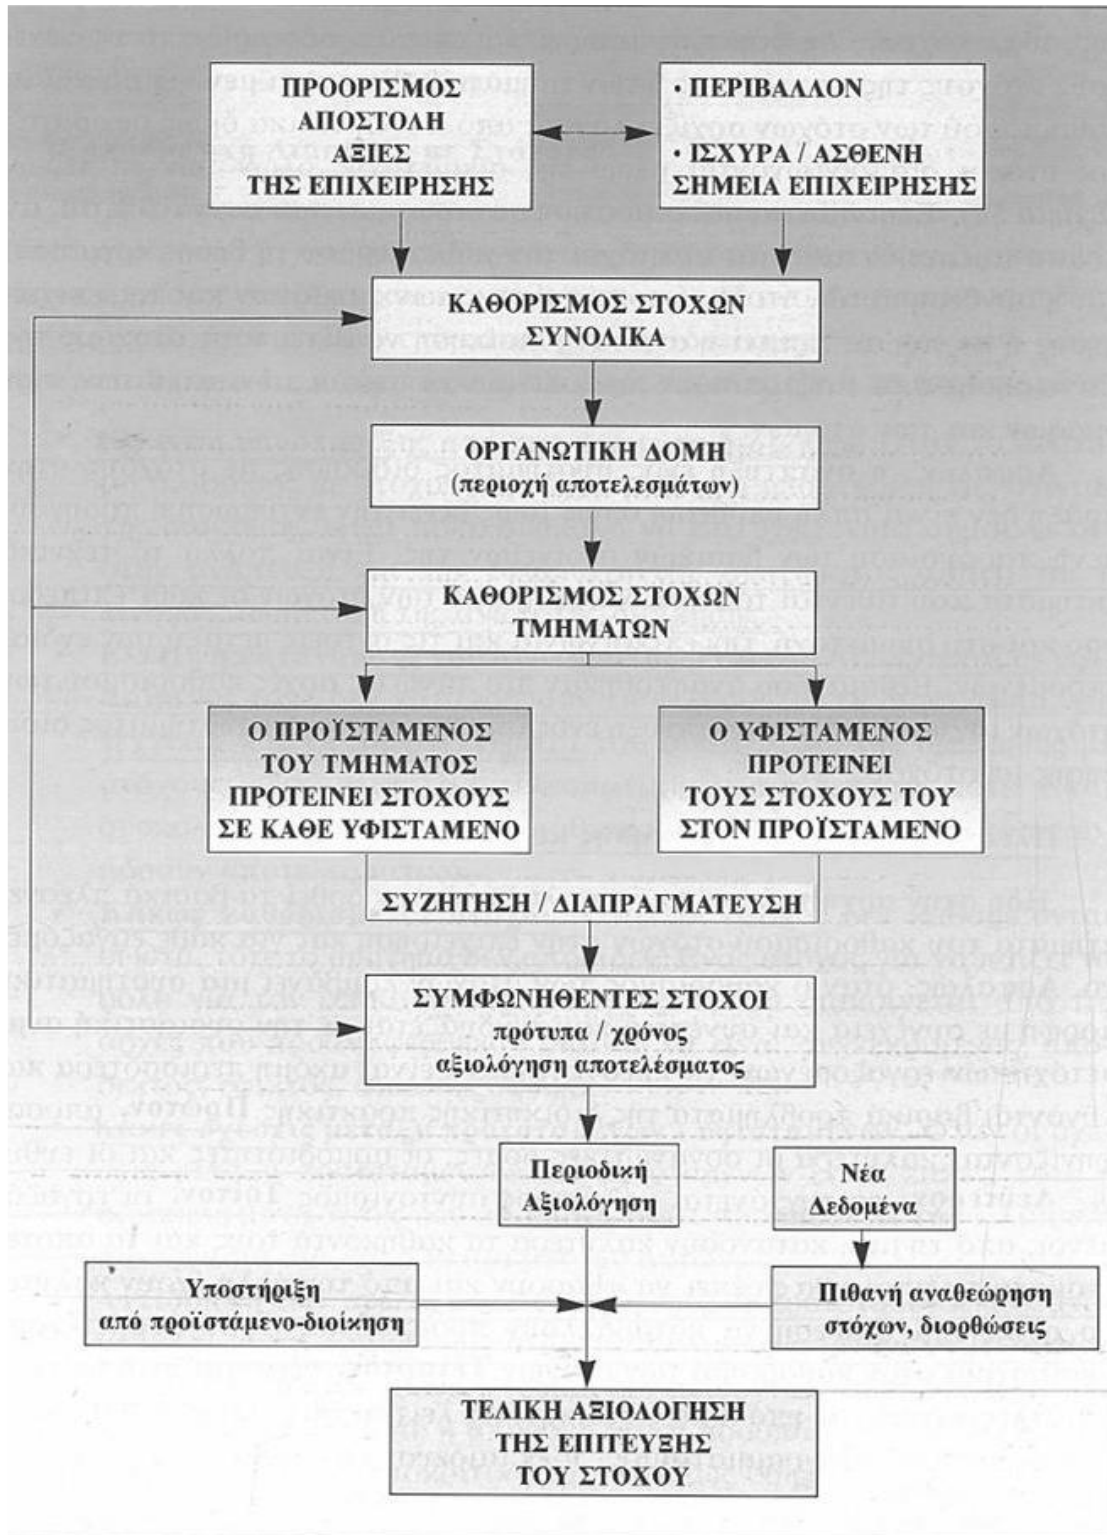 ΠΡΟΟΡΙΣΜΟΣ
ΑΠΟΣΤΟΛΗ
ΑΞΙΕΣ
ΤΗΣ ΕΠΙΧΕΙΡΗΣΗΣ
• ΠΕΡΙΒΑΛΛΟΝ
• ΙΣΧΥΡΑ / ΑΣΘΕΝΗ
ΣΗΜΕΙΑ ΕΠΙΧΕΙΡΗΣΗΣ
ΚΑΘΟΡΙΣΜΟΣ ΣΤΟΧΩΝ
ΣΥΝΟΛΙΚΑ
ΟΡΓΑΝΩΤΙΚΗ ΔΟΜΗ
(περιοχή αποτελεσμάτων)
ΚΑΘΟΡΙΣΜΟΣ ΣΤΟΧΩΝ
ΤΜΗΜΑΤΩΝ
Ο ΠΡΟΪΣΤΑΜΕΝΟΣ
ΤΟΥ ΤΜΗΜΑΤΟΣ
ΠΡΟΤΕΙΝΕΙ ΣΤΟΧΟΥΣ
ΣΕ ΚΑΘΕ ΥΦΙΣΤΑΜΕΝΟ
Ο ΥΦΙΣΤΑΜΕΝΟΣ
ΠΡΟΤΕΙΝΕΙ
ΤΟΥΣ ΣΤΟΧΟΥΣ ΤΟΥ
ΣΤΟΝ ΠΡΟΪΣΤΑΜΕΝΟ
ΣΥΖΗΤΗΣΗ / ΔΙΑΠΡΑΓΜΑΤΕΥΣΗ
ΣΥΜΦΩΝΗΘΕΝΤΕΣ ΣΤΟΧΟΙ
πρότυπα / χρόνος
αξιολόγηση αποτελέσματος
Περιοδική
Αξιολόγηση
Νέα
Δεδομένα
Υποστήριξη
από προϊστάμενο-διοίκηση
Πιθανή αναθεώρηση
στόχων, διορθώσεις
ΤΕΛΙΚΗ ΑΞΙΟΛΟΓΗΣΗ
ΤΗΣ ΕΠΙΤΕΥΞΗΣ
ΤΟΥ ΣΤΟΧΟΥ